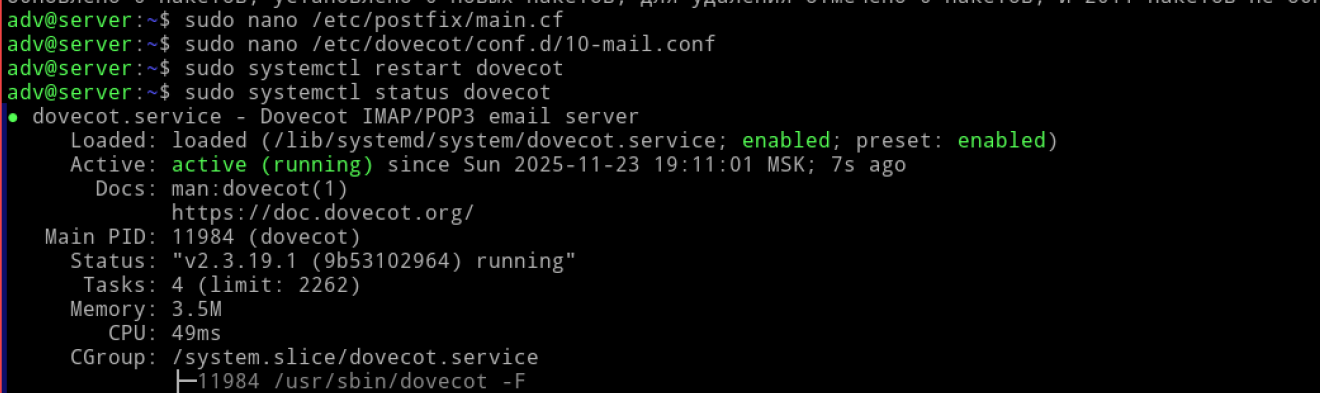 adv@server:~$ sudo nano /etc/postfix/main.cf
adv@server:~$ sudo nano /etc/dovecot/conf.d/10-mail.conf
adv@server:~$ sudo systemctl restart dovecot
adv@server:~$ sudo systemctl status dovecot
● dovecot.service - Dovecot IMAP/POP3 email server
     Loaded: loaded (/lib/systemd/system/dovecot.service; enabled; preset: enabled)
     Active: active (running) since Sun 2025-11-23 19:11:01 MSK; 7s ago
       Docs: man:dovecot(1)
             https://doc.dovecot.org/
   Main PID: 11984 (dovecot)
     Status: "v2.3.19.1 (9b53102964) running"
      Tasks: 4 (limit: 2262)
     Memory: 3.5M
        CPU: 49ms
     CGroup: /system.slice/dovecot.service
             ├─11984 /usr/sbin/dovecot -F